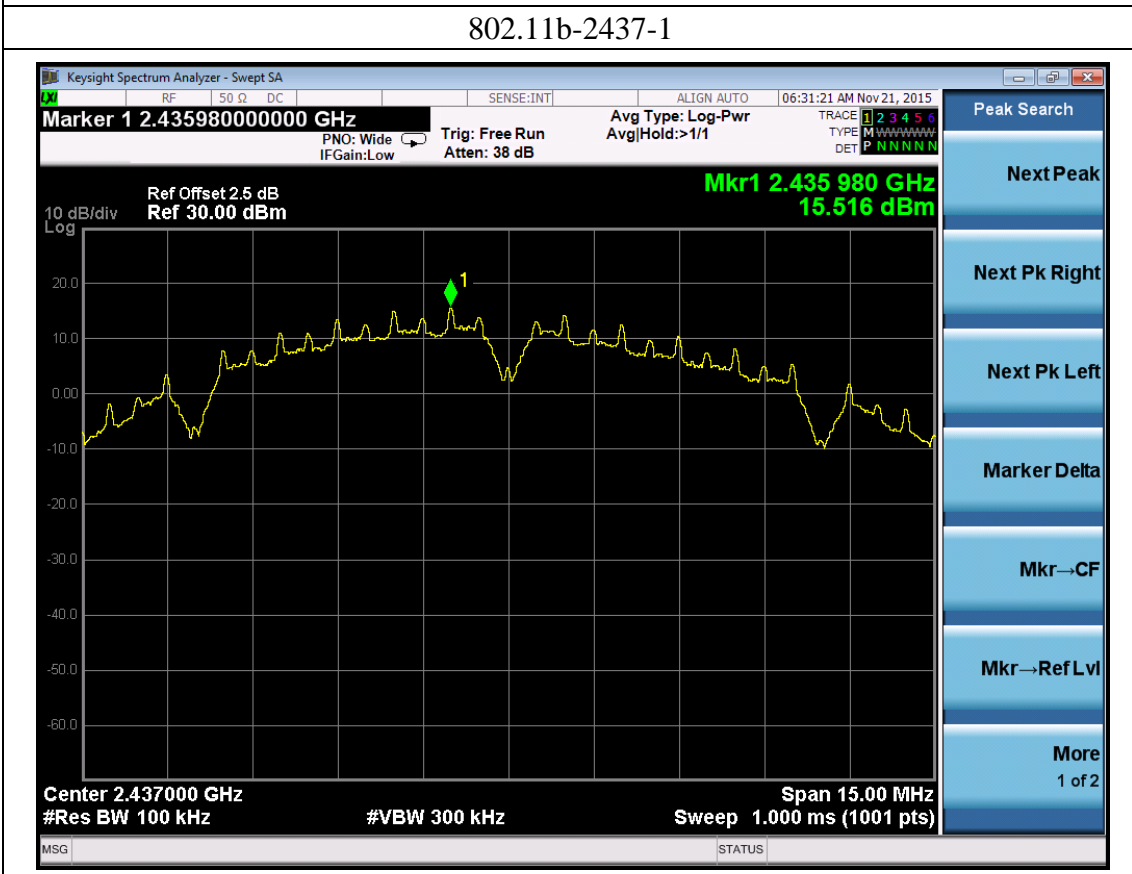 802.11b-2437-1
Keysight Spectrum Analyzer - Swept SA
LXI RF 50 Ω DC SENSE:INT ALIGN AUTO 06:31:21 AM Nov 21, 2015
Marker 1 2.435980000000 GHz
PNO: Wide
IFGain:Low
Trig: Free Run
Atten: 38 dB
Avg Type: Log-Pwr
Avg|Hold:>1/1
TRACE 1 2 3 4 5 6
TYPE M WWWWW
DET P N N N N N
Mkr1 2.435 980 GHz
15.516 dBm
Ref Offset 2.5 dB
10 dB/div Ref 30.00 dBm
Log
20.0
10.0
0.00
-10.0
-20.0
-30.0
-40.0
-50.0
-60.0
1
Center 2.437000 GHz Span 15.00 MHz
#Res BW 100 kHz #VBW 300 kHz Sweep 1.000 ms (1001 pts)
MSG STATUS
Peak Search
Next Peak
Next Pk Right
Next Pk Left
Marker Delta
Mkr→CF
Mkr→Ref Lvl
More
1 of 2